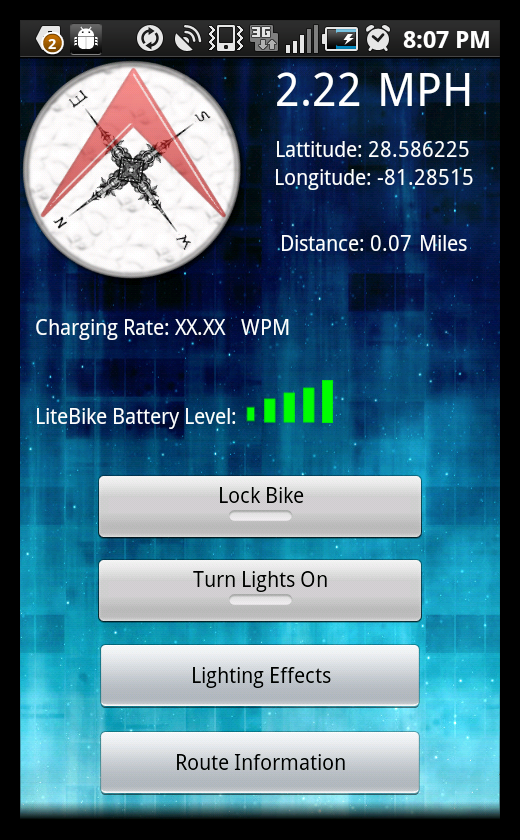 2 3G 8:07 PM
E S N W
2.22 MPH
Lattitude: 28.586225
Longitude: -81.28515
Distance: 0.07 Miles
Charging Rate: XX.XX WPM
LiteBike Battery Level:
Lock Bike
Turn Lights On
Lighting Effects
Route Information